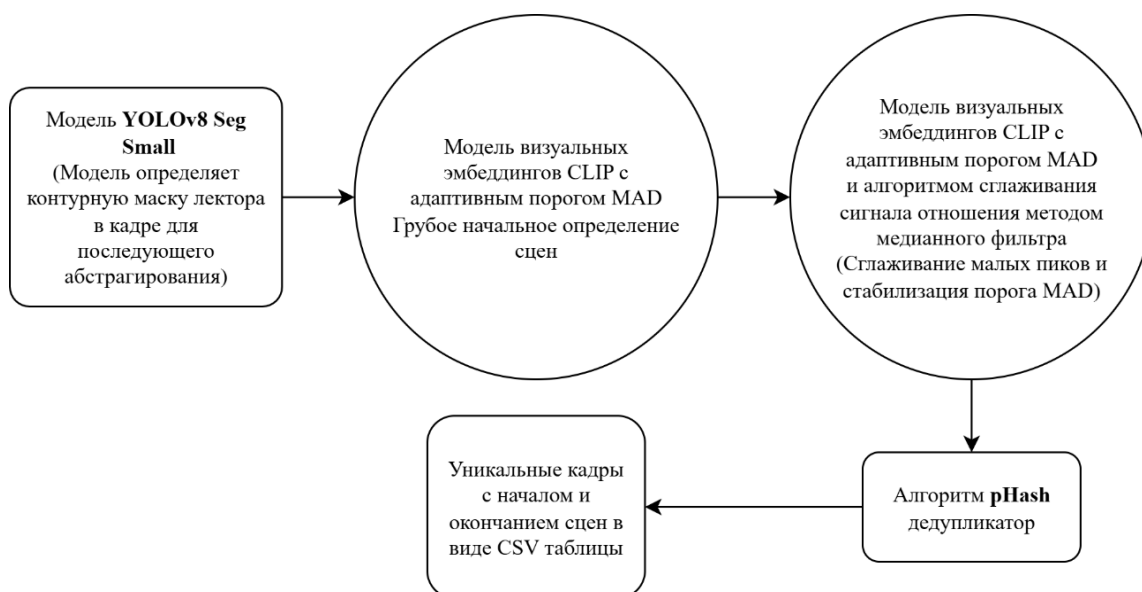 Модель YOLOv8 Seg
Small
(Модель определяет
контурную маску лектора
в кадре для
последующего
абстрагирования)
Модель визуальных
эмбеддингов CLIP с
адаптивным порогом MAD
Грубое начальное определение
сцен
Модель визуальных
эмбеддингов CLIP с
адаптивным порогом MAD
и алгоритмом сглаживания
сигнала отношения методом
медианного фильтра
(Сглаживание малых пиков и
стабилизация порога MAD)
Алгоритм pHash
дедупликатор
Уникальные кадры
с началом и
окончанием сцен в
виде CSV таблицы